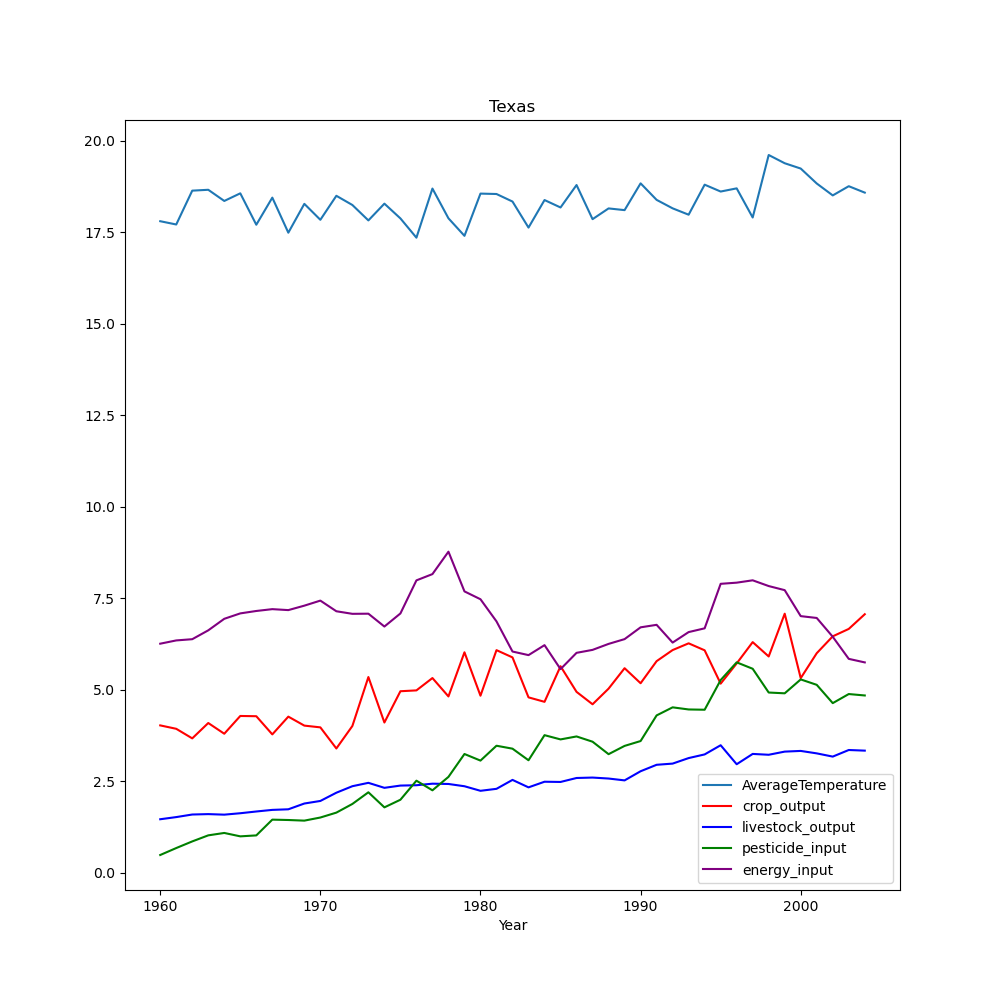 Texas
20.0
17.5
15.0
12.5
10.0
7.5
5.0
2.5
0.0
1960 1970 1980 1990 2000
Year
AverageTemperature
crop_output
livestock_output
pesticide_input
energy_input